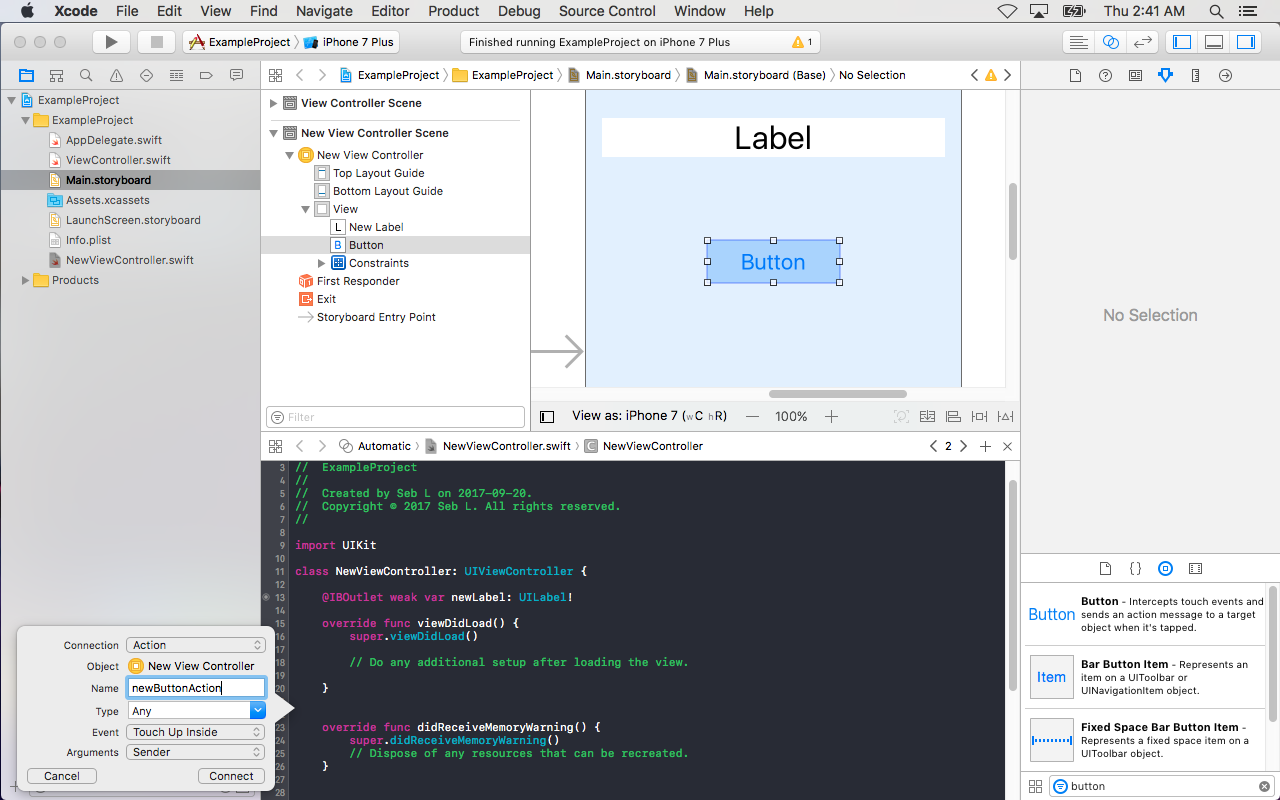 Xcode File Edit View Find Navigate Editor Product Debug Source Control Window Help Thu 2:41 AM
ExampleProject iPhone 7 Plus Finished running ExampleProject on iPhone 7 Plus 1
ExampleProject
ExampleProject
AppDelegate.swift
ViewController.swift
Main.storyboard
Assets.xcassets
LaunchScreen.storyboard
Info.plist
NewViewController.swift
Products
ExampleProject ExampleProject Main.storyboard Main.storyboard (Base) No Selection
View Controller Scene
New View Controller Scene
New View Controller
Top Layout Guide
Bottom Layout Guide
View
L New Label
B Button
Constraints
First Responder
Exit
Storyboard Entry Point
Filter
Label
Button
View as: iPhone 7 (wC hR) — 100% +
Automatic NewViewController.swift C NewViewController 2
3 // ExampleProject
4 //
5 // Created by Seb L on 2017-09-20.
6 // Copyright © 2017 Seb L. All rights reserved.
7 //
8
9 import UIKit
10
11 class NewViewController: UIViewController {
12
13 @IBOutlet weak var newLabel: UILabel!
14
15 override func viewDidLoad() {
16 super.viewDidLoad()
17
18 // Do any additional setup after loading the view.
19
20 }
23 override func didReceiveMemoryWarning() {
24 super.didReceiveMemoryWarning()
25 // Dispose of any resources that can be recreated.
26 }
27
28
Connection Action
Object New View Controller
Name newButtonAction
Type Any
Event Touch Up Inside
Arguments Sender
Cancel Connect
No Selection
Button
Button - Intercepts touch events and
sends an action message to a target
object when it's tapped.
Item
Bar Button Item - Represents an
item on a UIToolbar or
UINavigationItem object.
Fixed Space Bar Button Item -
Represents a fixed space item on a
UIToolbar object.
button